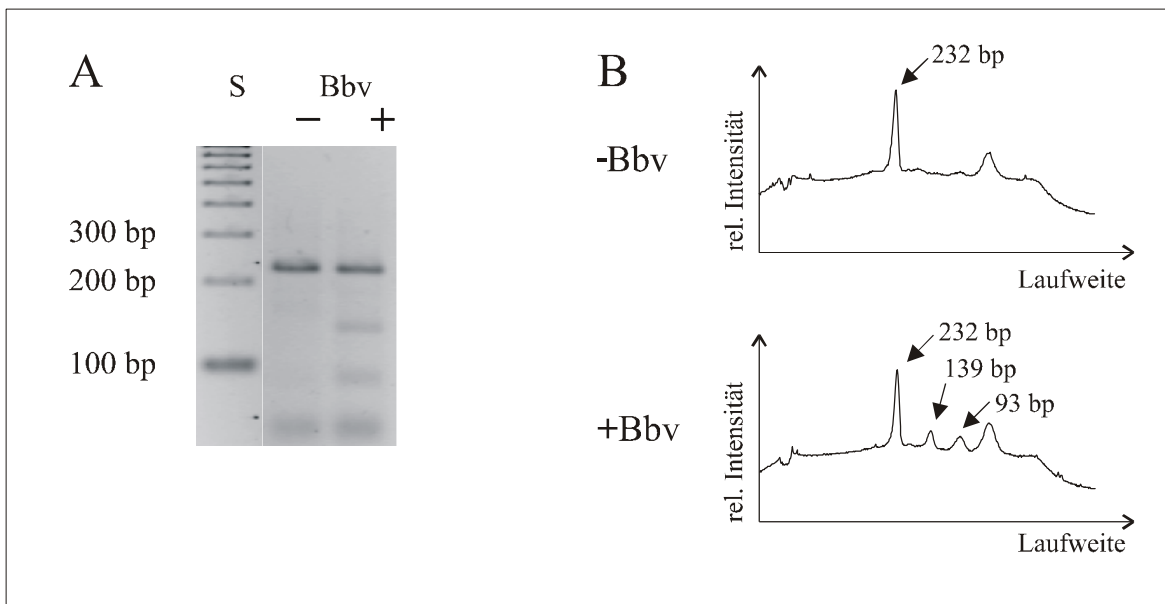 A
S
Bbv
− +
300 bp
200 bp
100 bp
B
-Bbv
232 bp
rel. Intensität
Laufweite
+Bbv
232 bp
139 bp
93 bp
rel. Intensität
Laufweite